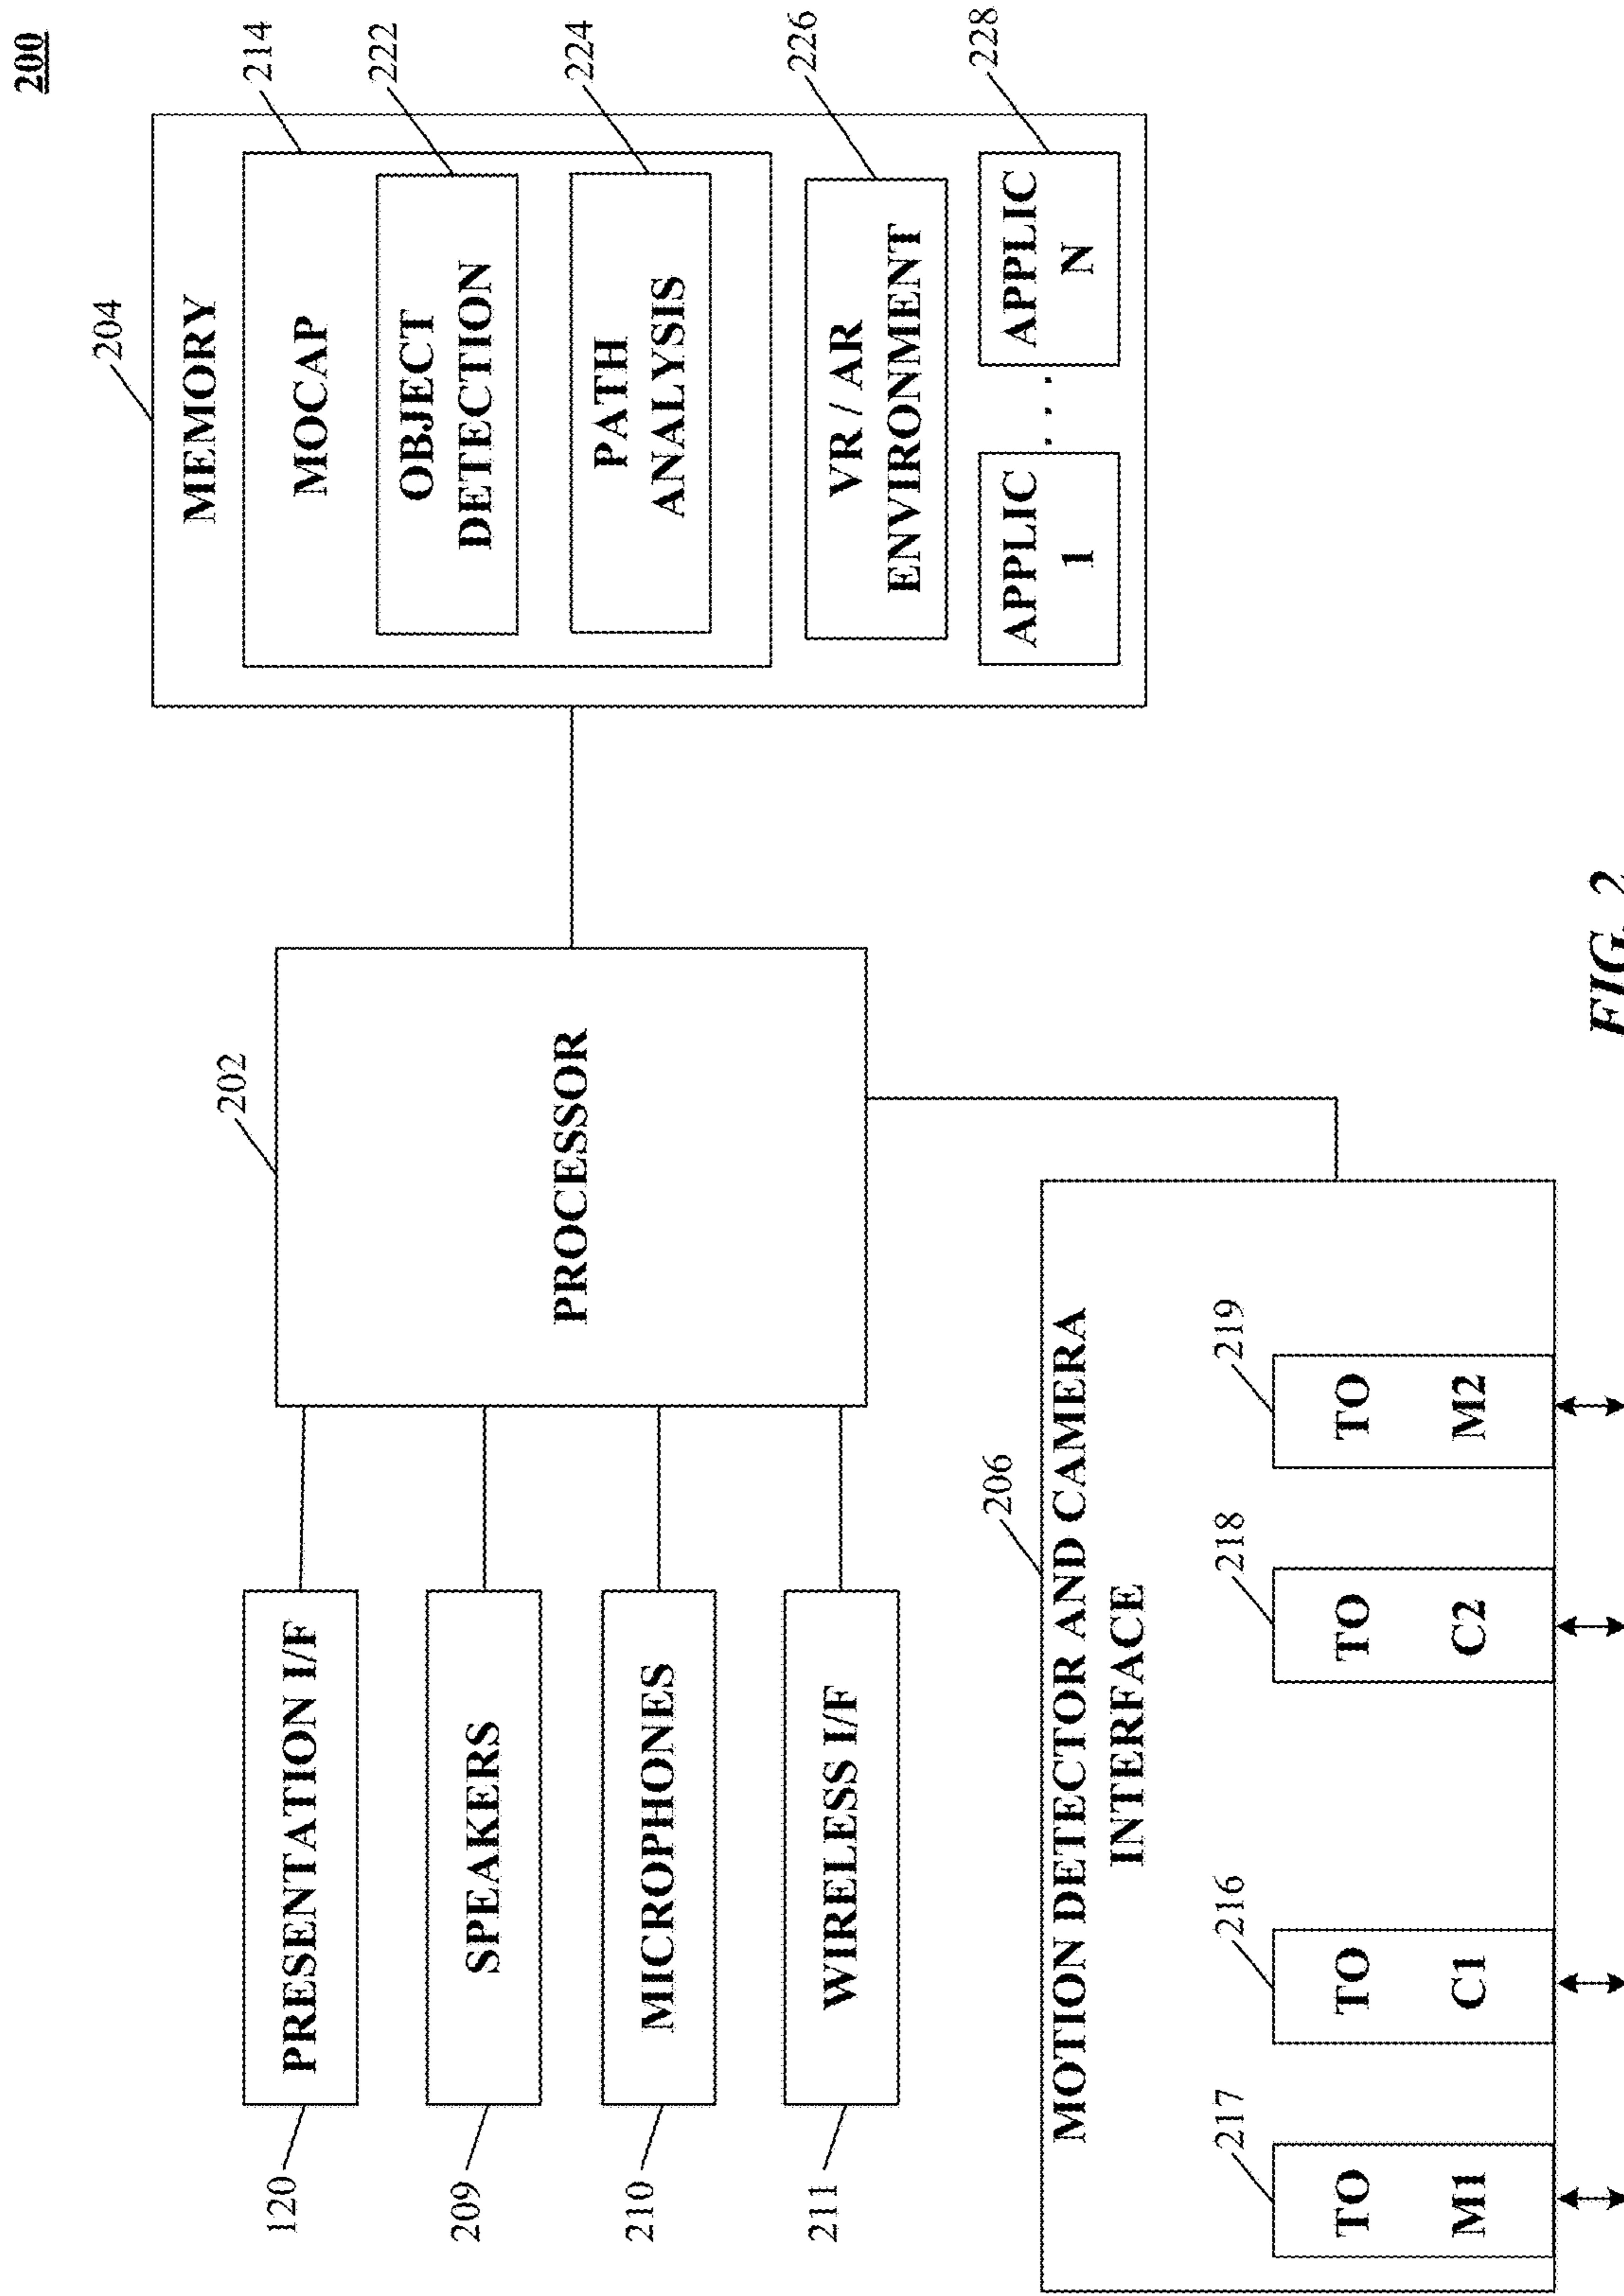 200
204
MEMORY
214
MOCAP
222
OBJECT
DETECTION
224
PATH
ANALYSIS
226
VR / AR
ENVIRONMENT
228
APPLIC
1
. . .
APPLIC
N
202
PROCESSOR
120
PRESENTATION I/F
209
SPEAKERS
210
MICROPHONES
211
WIRELESS I/F
206
MOTION DETECTOR AND CAMERA
INTERFACE
217
TO
M1
216
TO
C1
218
TO
C2
219
TO
M2
FIG. 2